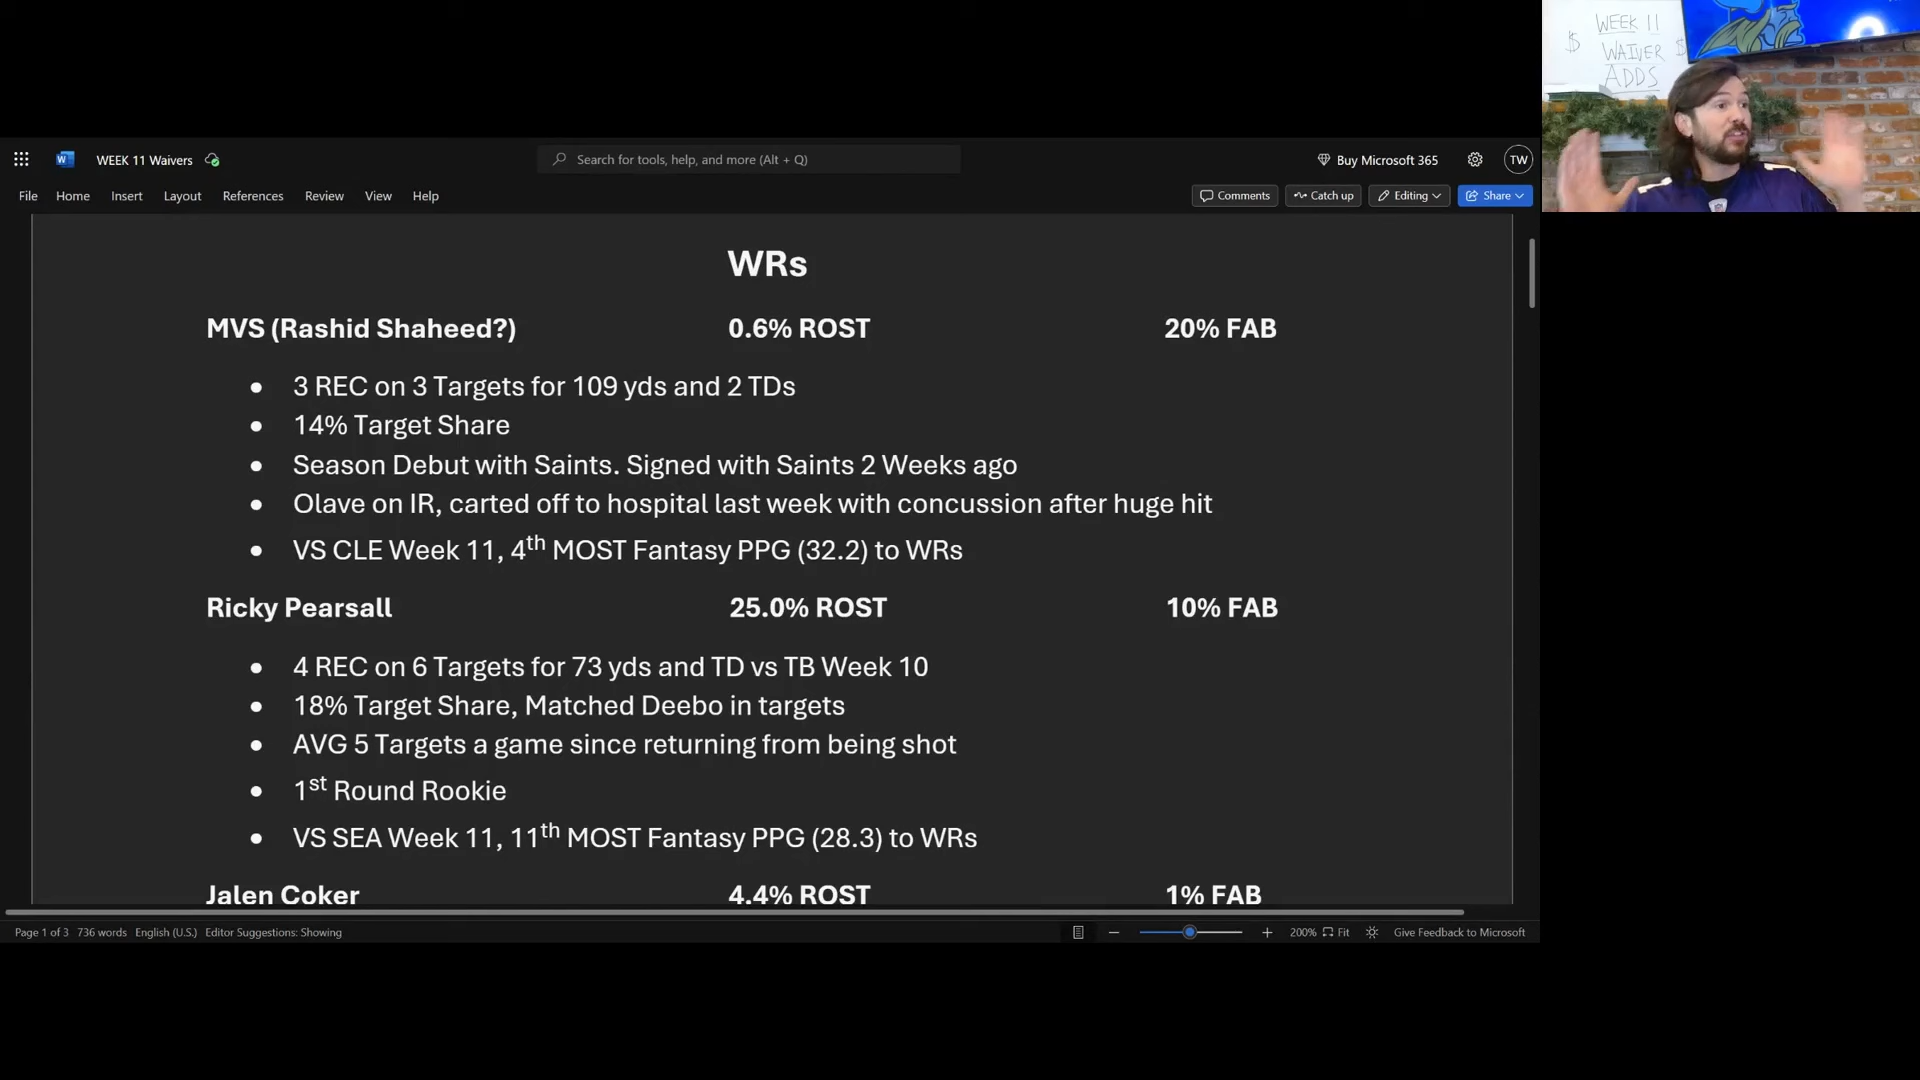 WEEK 11
$ WAIVER $
ADDS
WEEK 11 Waivers
Search for tools, help, and more (Alt + Q)
Buy Microsoft 365
TW
File Home Insert Layout References Review View Help
Comments Catch up Editing Share
WRs
MVS (Rashid Shaheed?) 0.6% ROST 20% FAB
• 3 REC on 3 Targets for 109 yds and 2 TDs
• 14% Target Share
• Season Debut with Saints. Signed with Saints 2 Weeks ago
• Olave on IR, carted off to hospital last week with concussion after huge hit
• VS CLE Week 11, 4th MOST Fantasy PPG (32.2) to WRs
Ricky Pearsall 25.0% ROST 10% FAB
• 4 REC on 6 Targets for 73 yds and TD vs TB Week 10
• 18% Target Share, Matched Deebo in targets
• AVG 5 Targets a game since returning from being shot
• 1st Round Rookie
• VS SEA Week 11, 11th MOST Fantasy PPG (28.3) to WRs
Jalen Coker 4.4% ROST 1% FAB
Page 1 of 3 736 words English (U.S.) Editor Suggestions: Showing
200% Fit Give Feedback to Microsoft